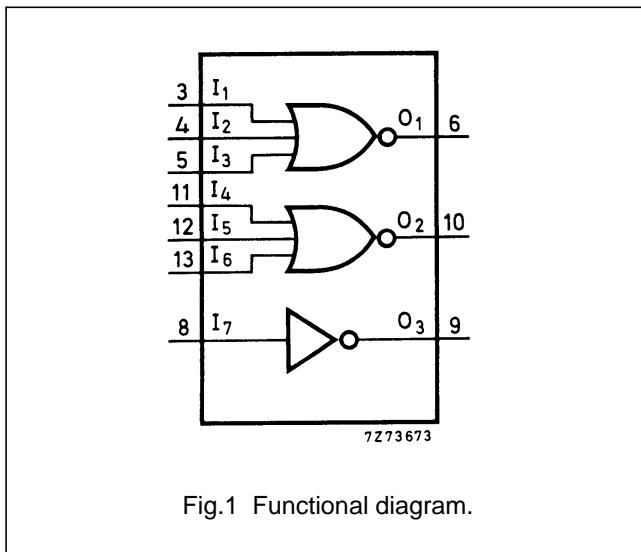 3 I1
4 I2 O1 6
5 I3
11 I4
12 I5 O2 10
13 I6
8 I7 O3 9
7Z73673
Fig.1 Functional diagram.